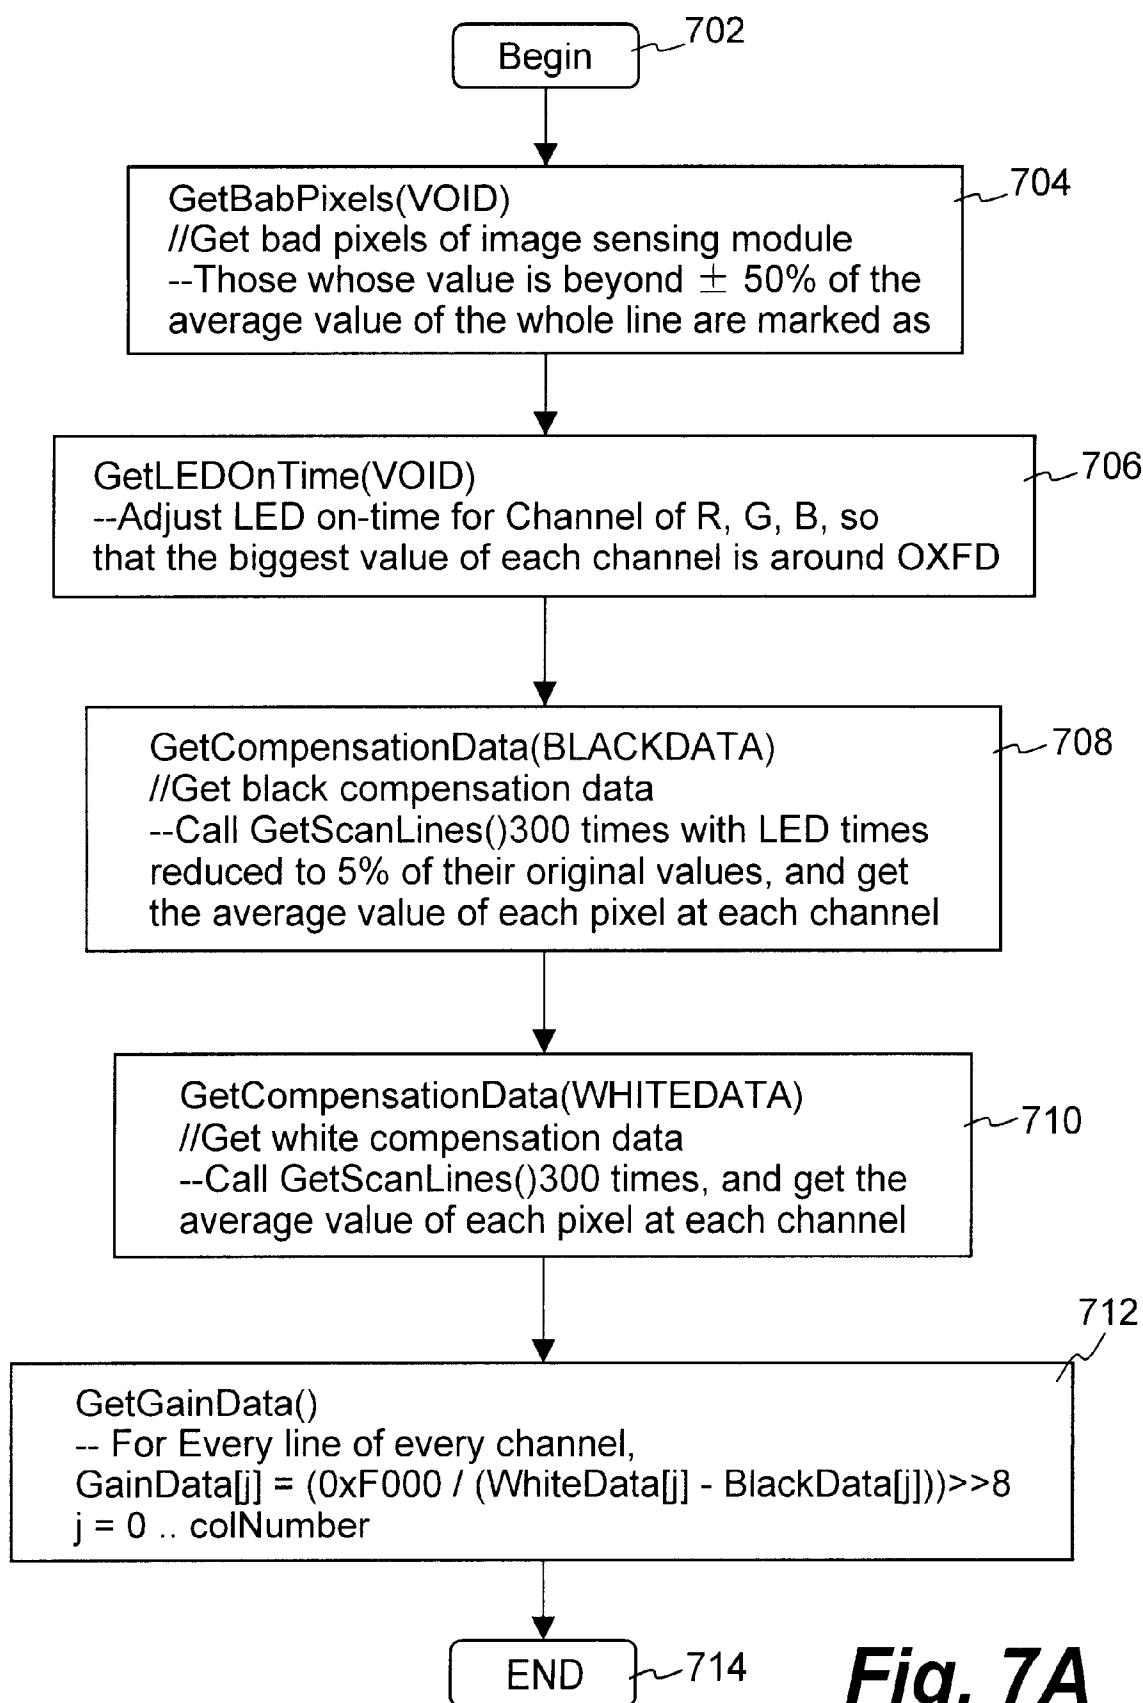 Begin
702
GetBabPixels(VOID)
//Get bad pixels of image sensing module
--Those whose value is beyond ± 50% of the
average value of the whole line are marked as
704
GetLEDOnTime(VOID)
--Adjust LED on-time for Channel of R, G, B, so
that the biggest value of each channel is around OXFD
706
GetCompensationData(BLACKDATA)
//Get black compensation data
--Call GetScanLines()300 times with LED times
reduced to 5% of their original values, and get
the average value of each pixel at each channel
708
GetCompensationData(WHITEDATA)
//Get white compensation data
--Call GetScanLines()300 times, and get the
average value of each pixel at each channel
710
712
GetGainData()
-- For Every line of every channel,
GainData[j] = (0xF000 / (WhiteData[j] - BlackData[j]))>>8
j = 0 .. colNumber
END
714
Fig. 7A